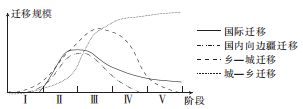 迁移规模
国际迁移
国内向边疆迁移
乡—城迁移
城—乡迁移
Ⅰ Ⅱ Ⅲ Ⅳ Ⅴ 阶段